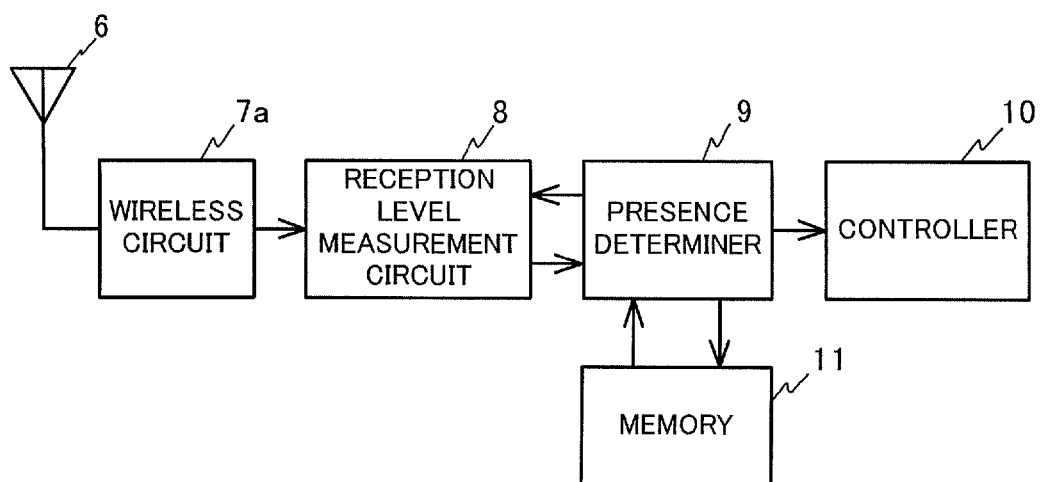 6
7a
8
9
10
WIRELESS
CIRCUIT
RECEPTION
LEVEL
MEASUREMENT
CIRCUIT
PRESENCE
DETERMINER
CONTROLLER
11
MEMORY